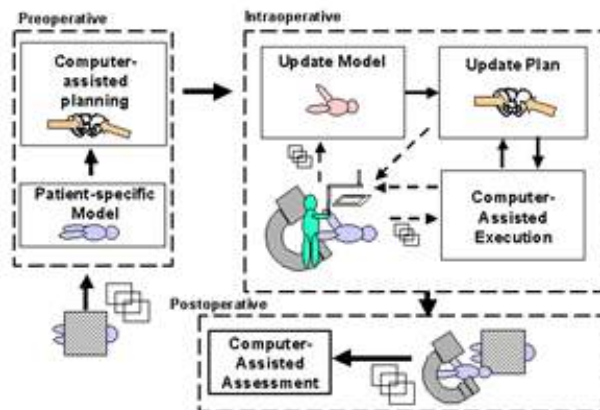 Preoperative
Computer-
assisted
planning
Patient-specific
Model
Intraoperative
Update Model
Update Plan
Computer-
Assisted
Execution
Postoperative
Computer-
Assisted
Assessment